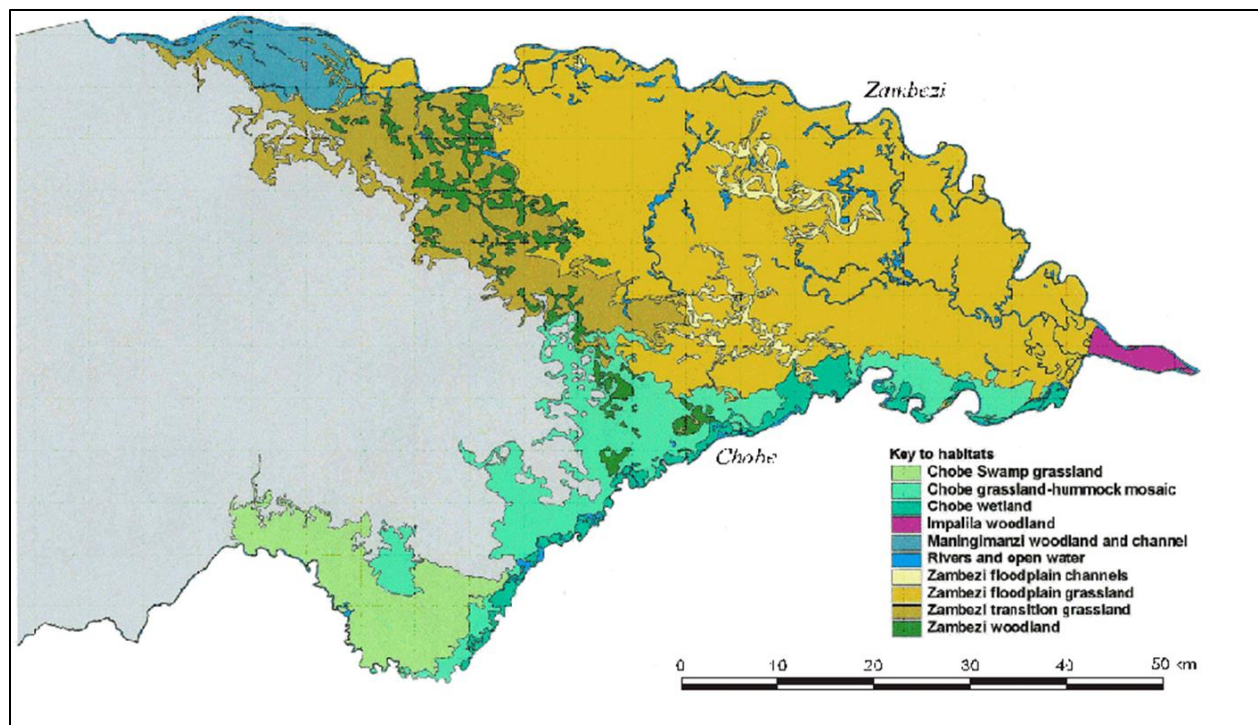 Zambezi
Chobe
Key to habitats
Chobe Swamp grassland
Chobe grassland-hummock mosaic
Chobe wetland
Impalila woodland
Maningimanzi woodland and channel
Rivers and open water
Zambezi floodplain channels
Zambezi floodplain grassland
Zambezi transition grassland
Zambezi woodland
0 10 20 30 40 50 km